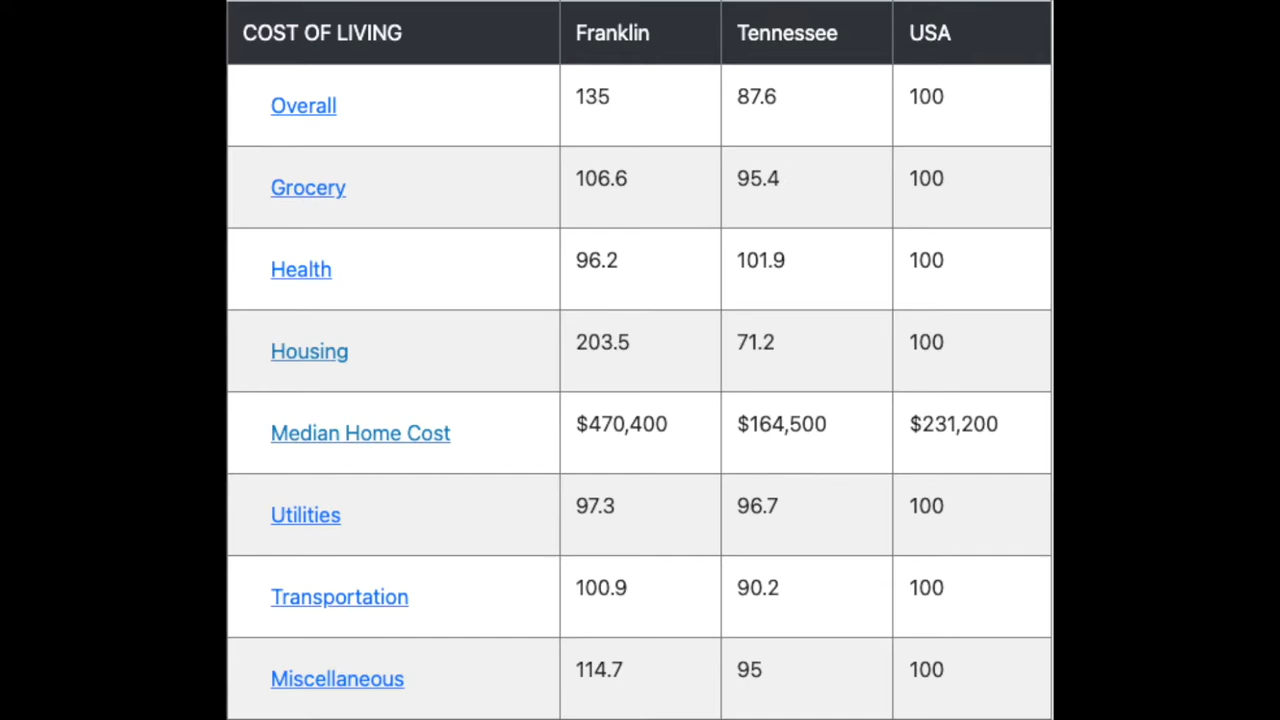 COST OF LIVING Franklin Tennessee USA
Overall 135 87.6 100
Grocery 106.6 95.4 100
Health 96.2 101.9 100
Housing 203.5 71.2 100
Median Home Cost $470,400 $164,500 $231,200
Utilities 97.3 96.7 100
Transportation 100.9 90.2 100
Miscellaneous 114.7 95 100